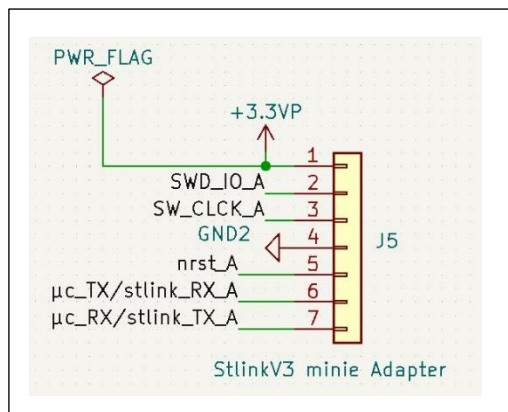 PWR_FLAG
+3.3VP
1
SWD_IO_A 2
SW_CLCK_A 3
GND2 4
J5
nrst_A 5
μc_TX/stlink_RX_A 6
μc_RX/stlink_TX_A 7
StlinkV3 minie Adapter